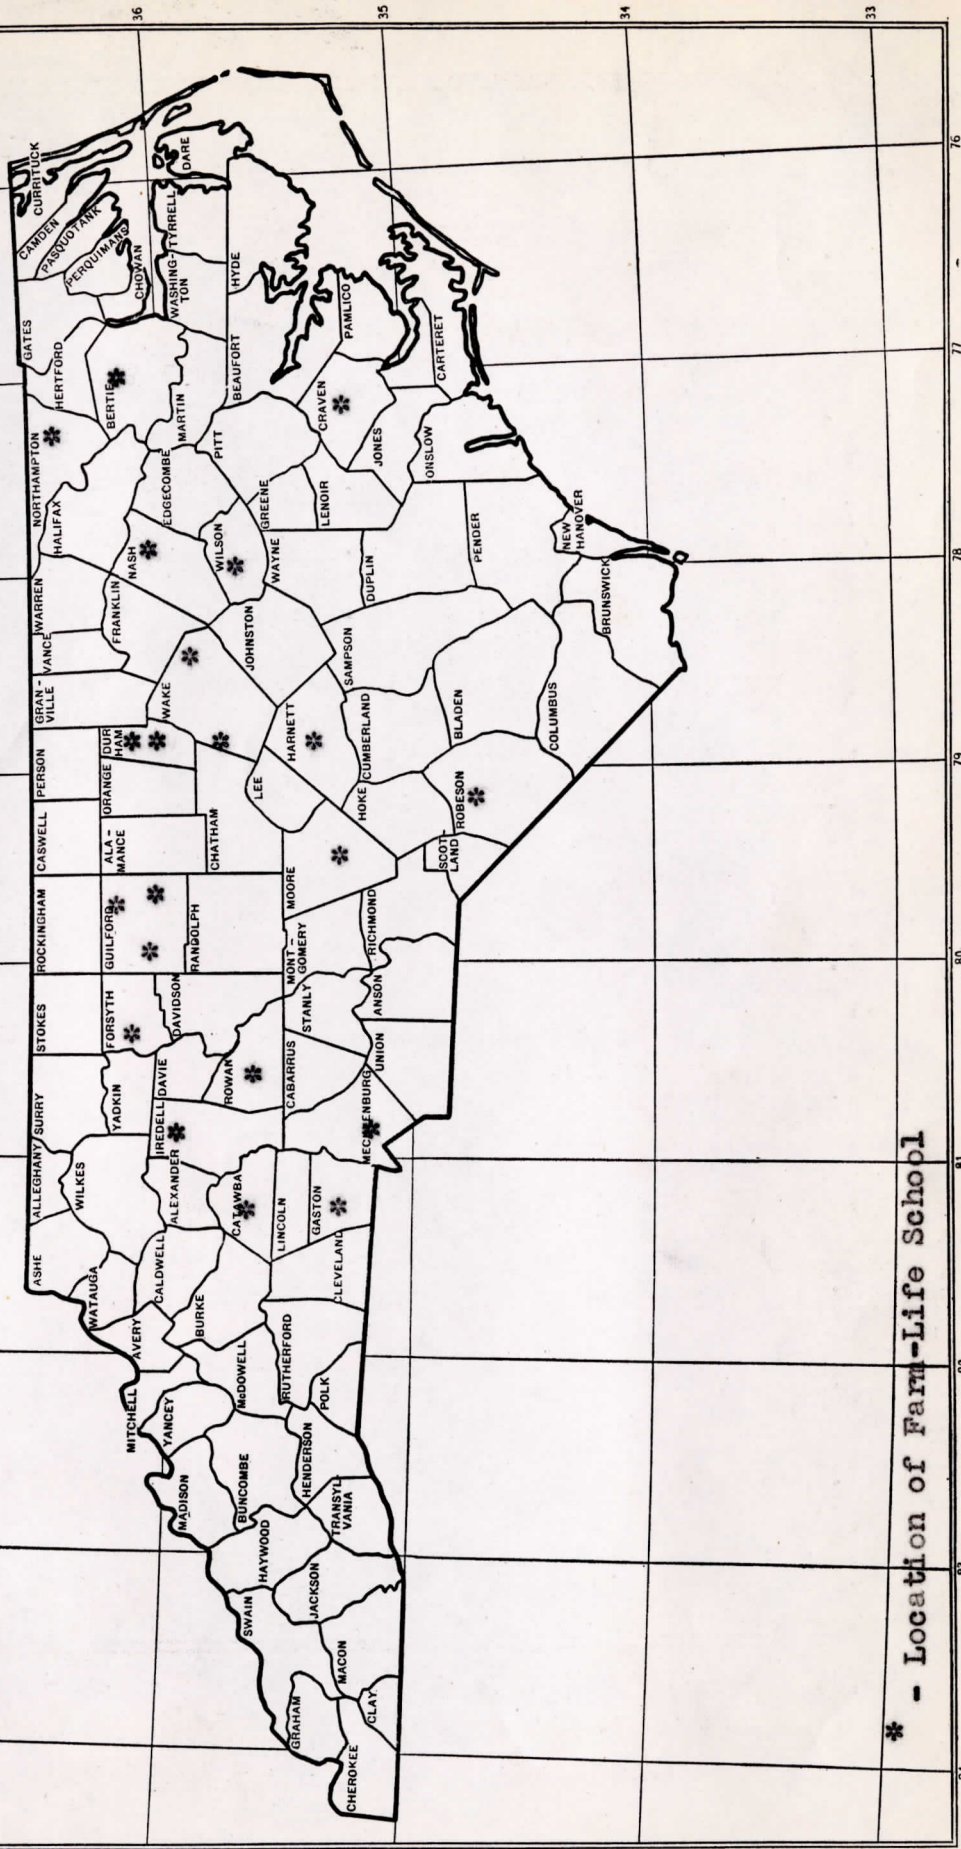 36
35
34
33
CURRITUCK
CAMDEN
PASQUOTANK
PERQUIMANS
CHOWAN
GATES
HERTFORD
BERTIE
NORTHAMPTON
HALIFAX
WARREN
VANCE
GRAN-
VILLE
PERSON
CASWELL
ROCKINGHAM
STOKES
SURRY
ALLEGHANY
ASHE
WATAUGA
WILKES
YADKIN
FORSYTH
GUILFORD
ALA-
MANCE
ORANGE
DUR
HAM
FRANKLIN
NASH
EDGECOMBE
MARTIN
WASHING-
TON
TYRRELL
DARE
HYDE
BEAUFORT
PITT
WILSON
WAKE
CHATHAM
RANDOLPH
DAVIDSON
DAVIE
IREDELL
ALEXANDER
CALDWELL
AVERY
MITCHELL
YANCEY
MADISON
BUNCOMBE
McDOWELL
BURKE
CATAWBA
ROWAN
LINCOLN
GASTON
CLEVELAND
RUTHERFORD
POLK
HENDERSON
TRANSYL-
VANIA
HAYWOOD
JACKSON
SWAIN
MACON
GRAHAM
CLAY
CHEROKEE
MECKLENBURG
CABARRUS
UNION
STANLY
ANSON
MONT-
GOMERY
RICHMOND
MOORE
LEE
HARNETT
JOHNSTON
WAYNE
GREENE
LENOIR
CRAVEN
PAMLICO
CARTERET
JONES
ONSLOW
DUPLIN
SAMPSON
CUMBERLAND
HOKE
SCOT-
LAND
ROBESON
BLADEN
COLUMBUS
PENDER
NEW
HANOVER
BRUNSWICK
76
77
78
79
80
81
* - Location of Farm-Life School